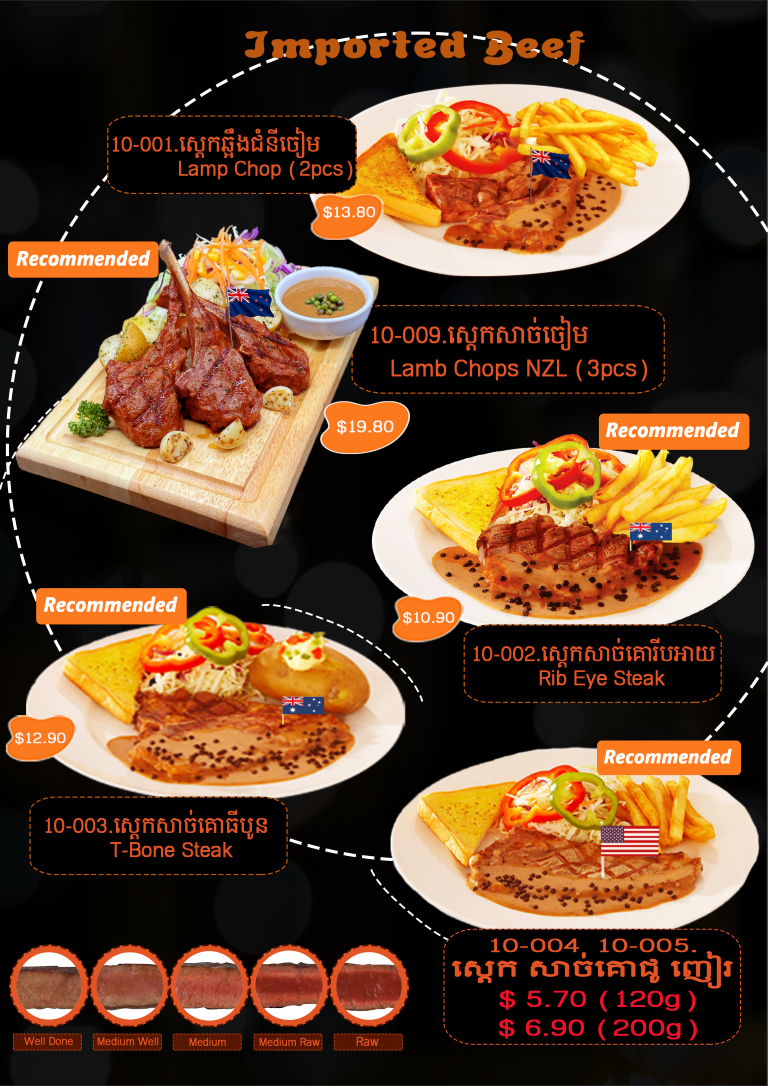 Imported Beef
10-001.ស្តេកឆ្អឹងជំនីចៀម
Lamp Chop (2pcs)
$13.80
Recommended
10-009.ស្តេកសាច់ចៀម
Lamb Chops NZL (3pcs)
$19.80
Recommended
$10.90
Recommended
10-002.ស្តេកសាច់គោរីបអាយ
Rib Eye Steak
$12.90
Recommended
10-003.ស្តេកសាច់គោធីបូន
T-Bone Steak
10-004, 10-005.
ស្តេក សាច់គោជូ ញៀរ
$ 5.70 (120g)
$ 6.90 (200g)
Well Done
Medium Well
Medium
Medium Raw
Raw